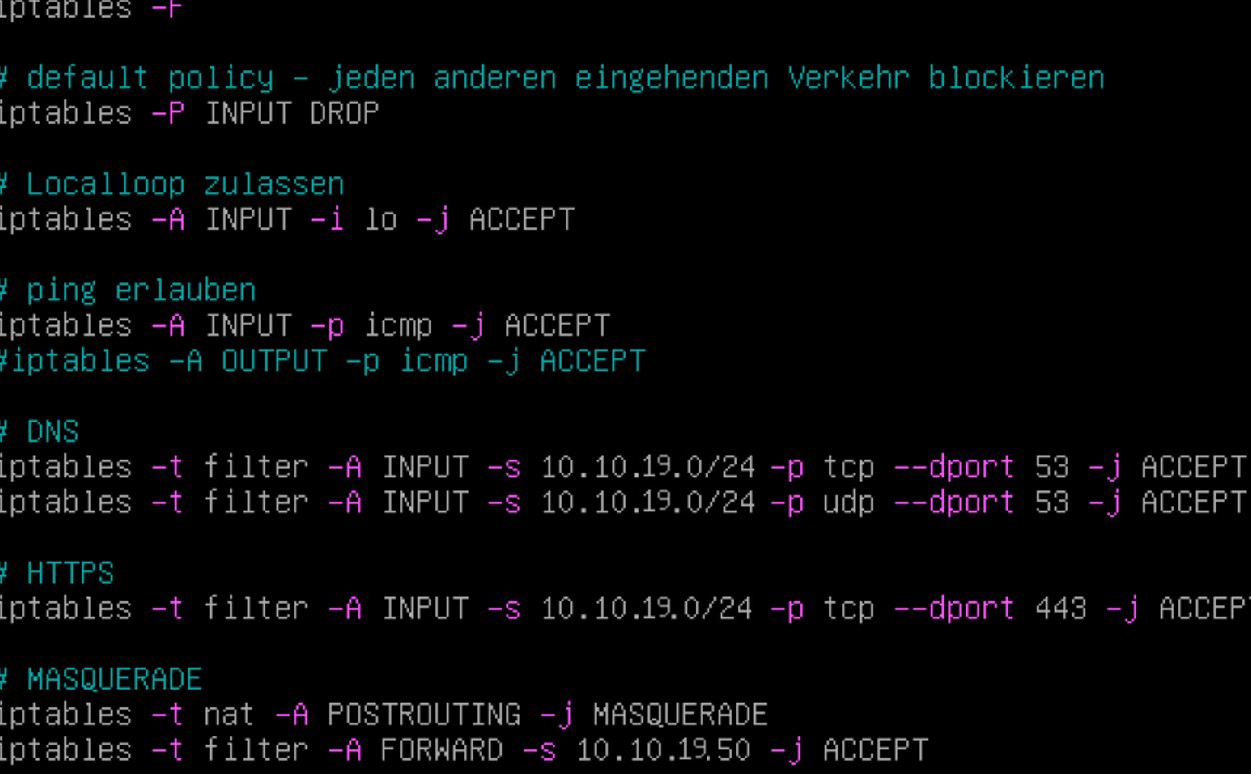 iptables -F
# default policy - jeden anderen eingehenden Verkehr blockieren
iptables -P INPUT DROP
# Localloop zulassen
iptables -A INPUT -i lo -j ACCEPT
# ping erlauben
iptables -A INPUT -p icmp -j ACCEPT
#iptables -A OUTPUT -p icmp -j ACCEPT
# DNS
iptables -t filter -A INPUT -s 10.10.19.0/24 -p tcp --dport 53 -j ACCEPT
iptables -t filter -A INPUT -s 10.10.19.0/24 -p udp --dport 53 -j ACCEPT
# HTTPS
iptables -t filter -A INPUT -s 10.10.19.0/24 -p tcp --dport 443 -j ACCEPT
# MASQUERADE
iptables -t nat -A POSTROUTING -j MASQUERADE
iptables -t filter -A FORWARD -s 10.10.19.50 -j ACCEPT